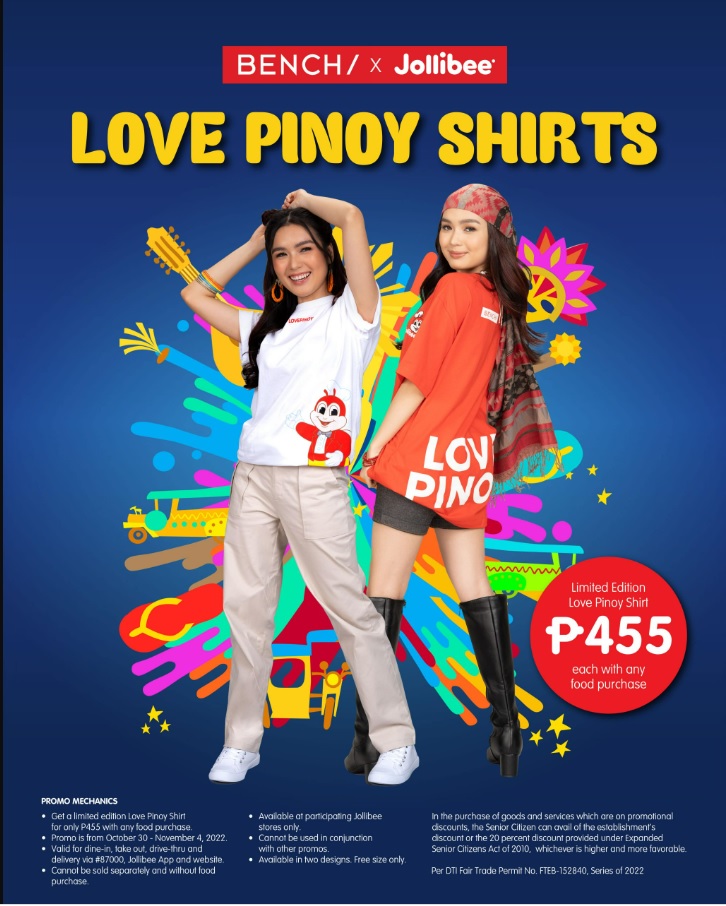 BENCH/ x Jollibee
LOVE PINOY SHIRTS
LOVEPINOY
LOV
PINO
Limited Edition
Love Pinoy Shirt
₱455
each with any
food purchase
PROMO MECHANICS
• Get a limited edition Love Pinoy Shirt
for only ₱455 with any food purchase.
• Promo is from October 30 - November 4, 2022.
• Valid for dine-in, take out, drive-thru and
delivery via #87000, Jollibee App and website.
• Cannot be sold separately and without food
purchase.
• Available at participating Jollibee
stores only.
• Cannot be used in conjunction
with other promos.
• Available in two designs. Free size only.
In the purchase of goods and services which are on promotional
discounts, the Senior Citizen can avail of the establishment's
discount or the 20 percent discount provided under Expanded
Senior Citizens Act of 2010, whichever is higher and more favorable.
Per DTI Fair Trade Permit No. FTEB-152840, Series of 2022